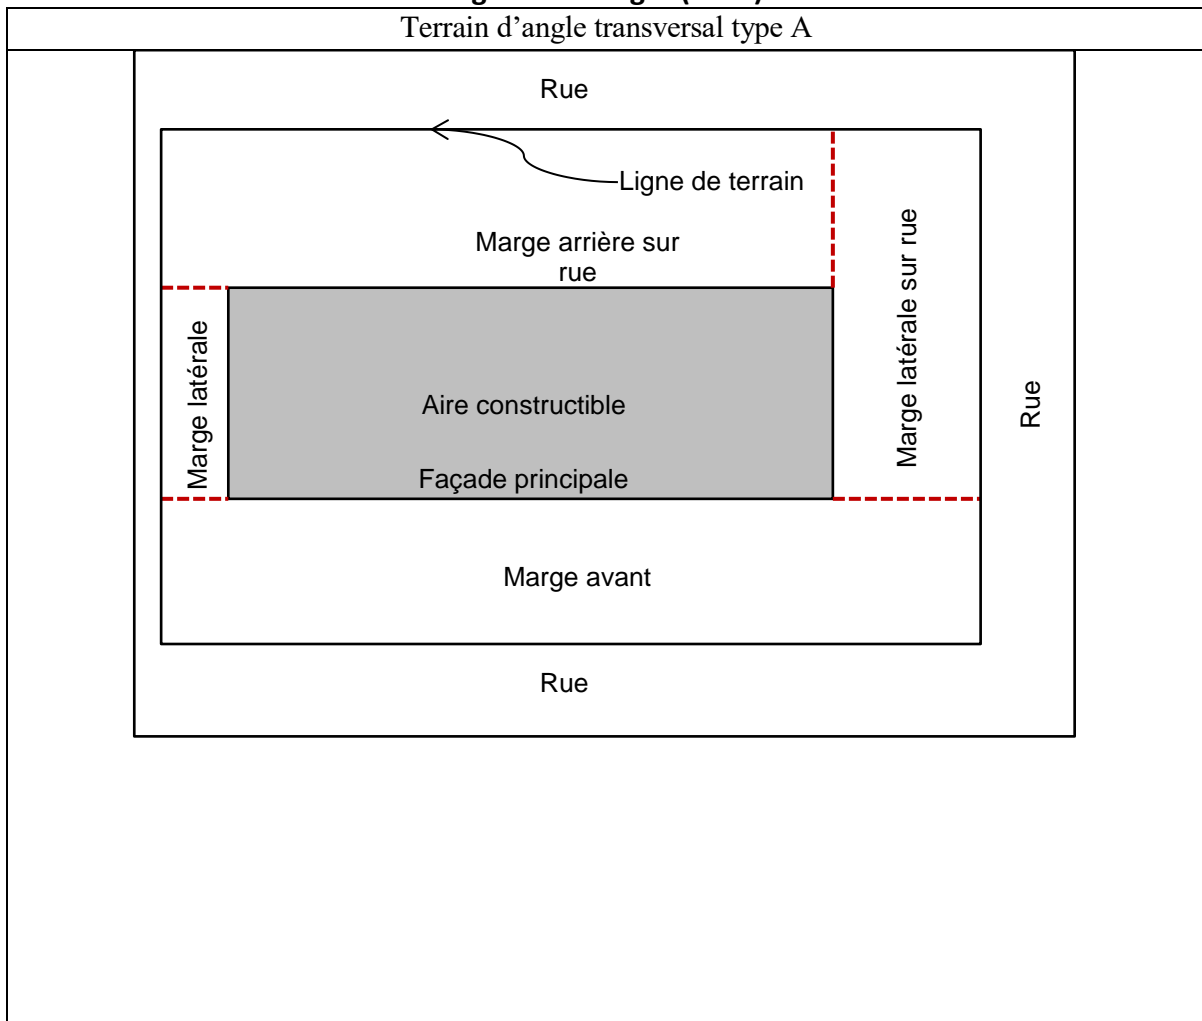 Terrain d’angle transversal type A
Rue
Ligne de terrain
Marge arrière sur
rue
Marge latérale sur rue
Marge latérale
Rue
Aire constructible
Façade principale
Marge avant
Rue